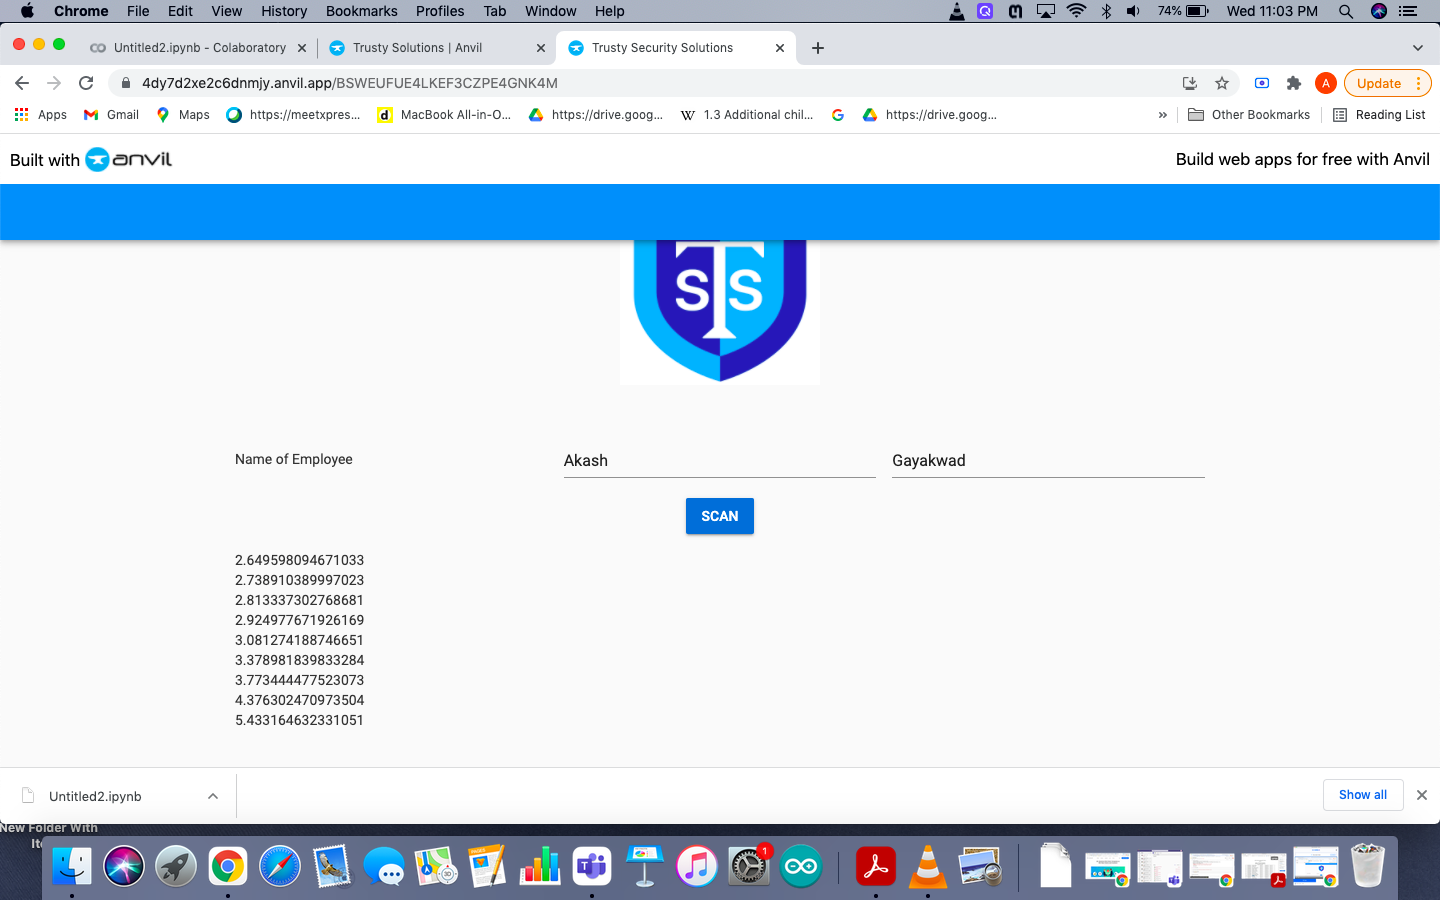 Chrome File Edit View History Bookmarks Profiles Tab Window Help 74% Wed 11:03 PM
Untitled2.ipynb - Colaboratory Trusty Solutions | Anvil Trusty Security Solutions
4dy7d2xe2c6dnmjy.anvil.app/BSWEUFUE4LKEF3CZPE4GNK4M A Update
Apps Gmail Maps https://meetxpres... d MacBook All-in-O... https://drive.goog... W 1.3 Additional chil... G https://drive.goog... » Other Bookmarks Reading List
Built with anvil Build web apps for free with Anvil
STS
Name of Employee Akash Gayakwad
SCAN
2.649598094671033
2.738910389997023
2.813337302768681
2.924977671926169
3.081274188746651
3.378981839833284
3.773444477523073
4.376302470973504
5.433164632331051
Untitled2.ipynb Show all
New Folder With
1